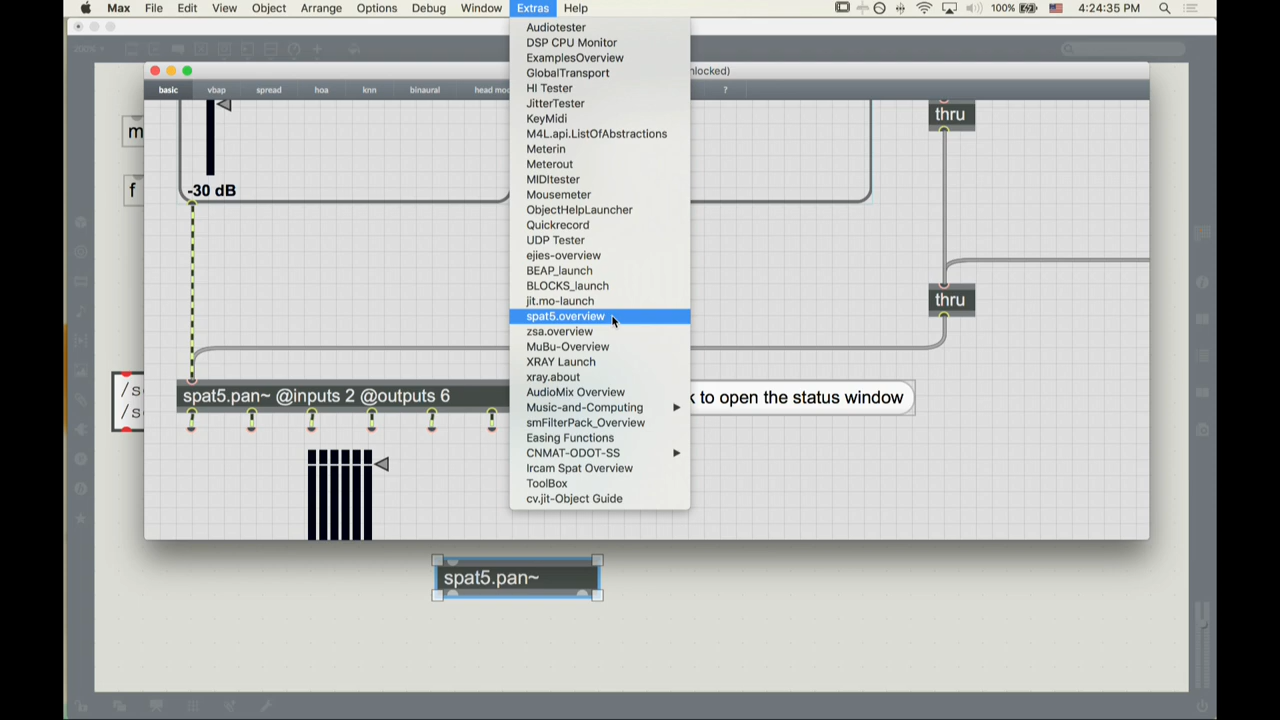 Max File Edit View Object Arrange Options Debug Window Extras Help 100% 4:24:35 PM
200%
nlocked)
basic vbap spread hoa knn binaural head mod ?
Audiotester
DSP CPU Monitor
ExamplesOverview
GlobalTransport
HI Tester
JitterTester
KeyMidi
M4L.api.ListOfAbstractions
Meterin
Meterout
MIDItester
Mousemeter
ObjectHelpLauncher
Quickrecord
UDP Tester
ejies-overview
BEAP_launch
BLOCKS_launch
jit.mo-launch
spat5.overview
zsa.overview
MuBu-Overview
XRAY Launch
xray.about
AudioMix Overview
Music-and-Computing
smFilterPack_Overview
Easing Functions
CNMAT-ODOT-SS
Ircam Spat Overview
ToolBox
cv.jit-Object Guide
thru
m
f
-30 dB
thru
/s
/s
spat5.pan~ @inputs 2 @outputs 6
k to open the status window
spat5.pan~